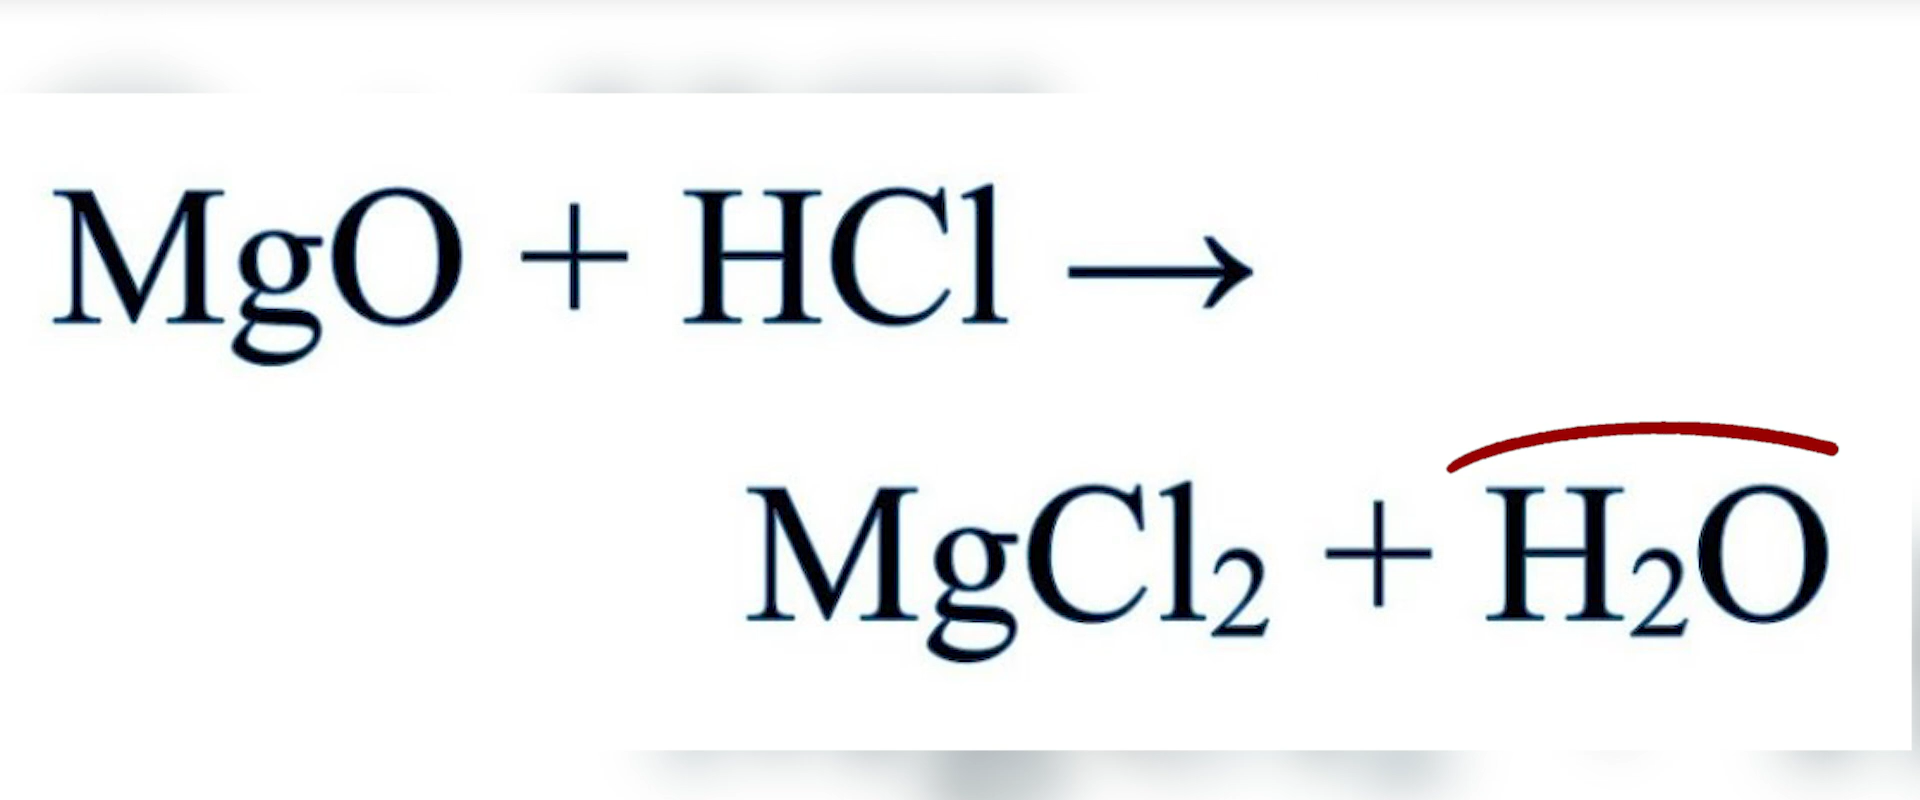 MgO + HCl →
MgCl₂ + H₂O